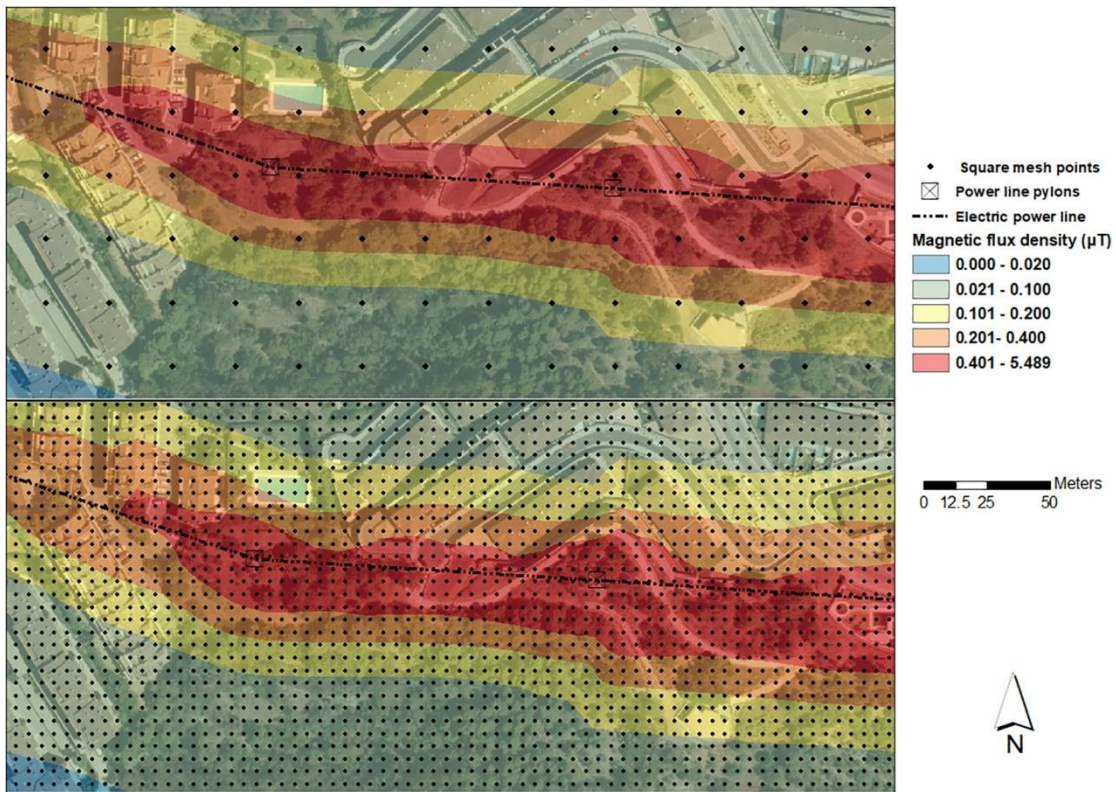 Square mesh points
Power line pylons
Electric power line
Magnetic flux density (µT)
0.000 - 0.020
0.021 - 0.100
0.101 - 0.200
0.201- 0.400
0.401 - 5.489
Meters
0 12.5 25 50
N